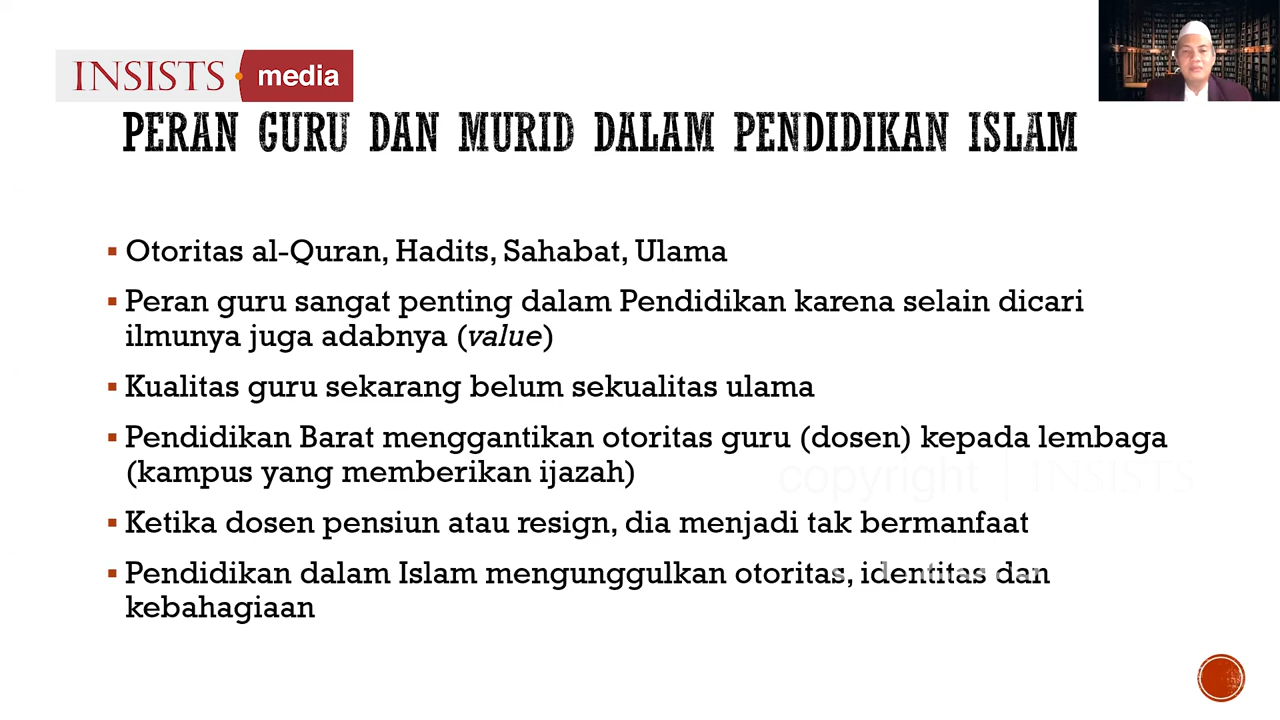 INSISTS media
PERAN GURU DAN MURID DALAM PENDIDIKAN ISLAM
Otoritas al-Quran, Hadits, Sahabat, Ulama
Peran guru sangat penting dalam Pendidikan karena selain dicari
ilmunya juga adabnya (value)
Kualitas guru sekarang belum sekualitas ulama
Pendidikan Barat menggantikan otoritas guru (dosen) kepada lembaga
(kampus yang memberikan ijazah)
copyright | INSISTS
Ketika dosen pensiun atau resign, dia menjadi tak bermanfaat
Pendidikan dalam Islam mengunggulkan otoritas, identitas dan
kebahagiaan